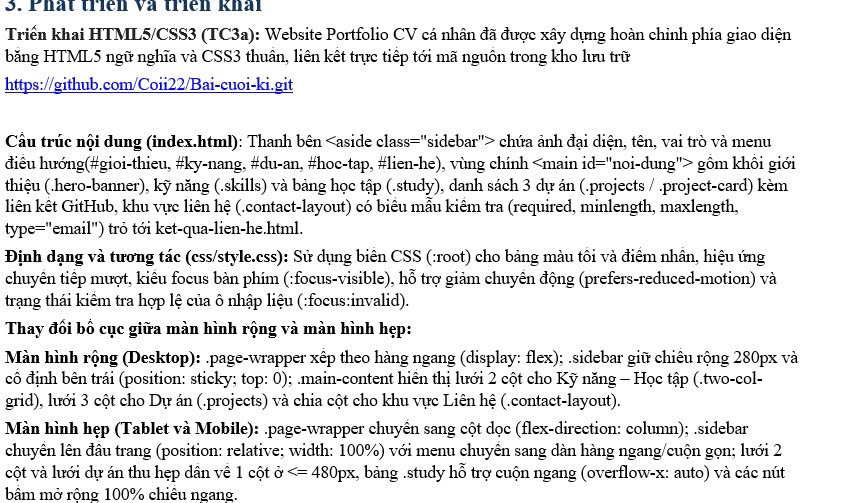 3. Phát triển và triển khai
Triển khai HTML5/CSS3 (TC3a): Website Portfolio CV cá nhân đã được xây dựng hoàn chỉnh phía giao diện
bằng HTML5 ngữ nghĩa và CSS3 thuần, liên kết trực tiếp tới mã nguồn trong kho lưu trữ
https://github.com/Coii22/Bai-cuoi-ki.git
Cấu trúc nội dung (index.html): Thanh bên <aside class="sidebar"> chứa ảnh đại diện, tên, vai trò và menu
điều hướng(#gioi-thieu, #ky-nang, #du-an, #hoc-tap, #lien-he), vùng chính <main id="noi-dung"> gồm khối giới
thiệu (.hero-banner), kỹ năng (.skills) và bảng học tập (.study), danh sách 3 dự án (.projects / .project-card) kèm
liên kết GitHub, khu vực liên hệ (.contact-layout) có biểu mẫu kiểm tra (required, minlength, maxlength,
type="email") trỏ tới ket-qua-lien-he.html.
Định dạng và tương tác (css/style.css): Sử dụng biến CSS (:root) cho bảng màu tối và điểm nhấn, hiệu ứng
chuyển tiếp mượt, kiểu focus bàn phím (:focus-visible), hỗ trợ giảm chuyển động (prefers-reduced-motion) và
trạng thái kiểm tra hợp lệ của ô nhập liệu (:focus:invalid).
Thay đổi bố cục giữa màn hình rộng và màn hình hẹp:
Màn hình rộng (Desktop): .page-wrapper xếp theo hàng ngang (display: flex); .sidebar giữ chiều rộng 280px và
cố định bên trái (position: sticky; top: 0); .main-content hiển thị lưới 2 cột cho Kỹ năng – Học tập (.two-col-
grid), lưới 3 cột cho Dự án (.projects) và chia cột cho khu vực Liên hệ (.contact-layout).
Màn hình hẹp (Tablet và Mobile): .page-wrapper chuyển sang cột dọc (flex-direction: column); .sidebar
chuyển lên đầu trang (position: relative; width: 100%) với menu chuyển sang dàn hàng ngang/cuộn gọn; lưới 2
cột và lưới dự án thu hẹp dần về 1 cột ở <= 480px, bảng .study hỗ trợ cuộn ngang (overflow-x: auto) và các nút
bấm mở rộng 100% chiều ngang.